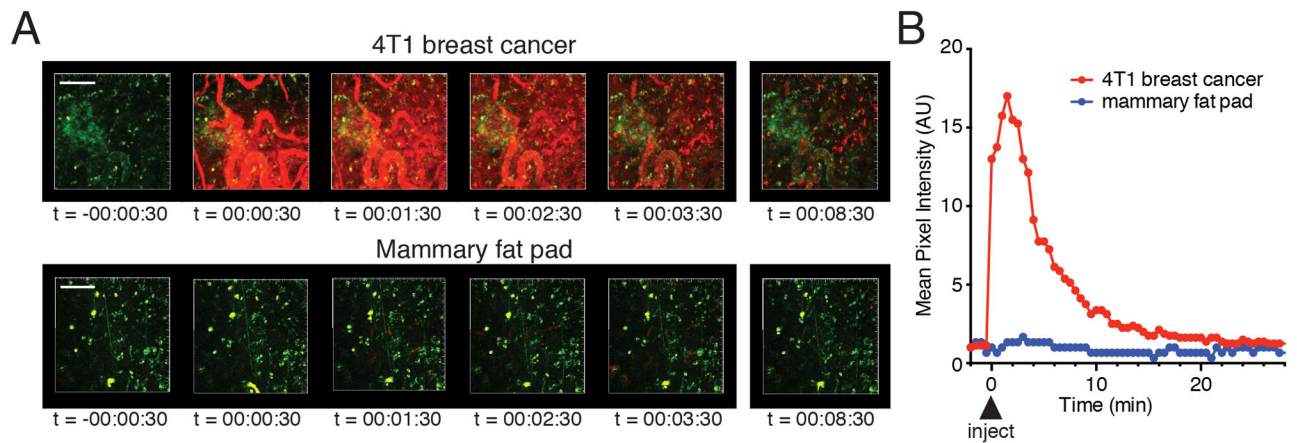 A
4T1 breast cancer
t = -00:00:30 t = 00:00:30 t = 00:01:30 t = 00:02:30 t = 00:03:30 t = 00:08:30
Mammary fat pad
t = -00:00:30 t = 00:00:30 t = 00:01:30 t = 00:02:30 t = 00:03:30 t = 00:08:30
B
Mean Pixel Intensity (AU)
20
15
10
5
0
4T1 breast cancer
mammary fat pad
0 10 20
Time (min)
inject